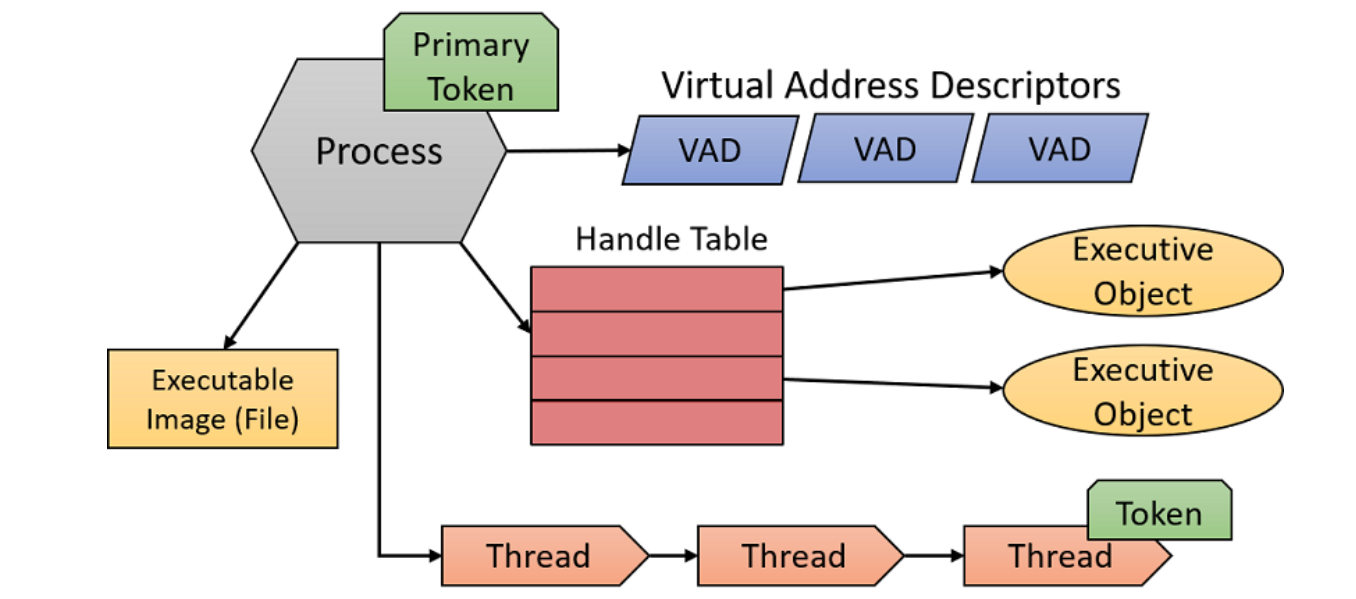 Primary
Token
Process
Virtual Address Descriptors
VAD VAD VAD
Handle Table
Executive
Object
Executive
Object
Executable
Image (File)
Token
Thread Thread Thread